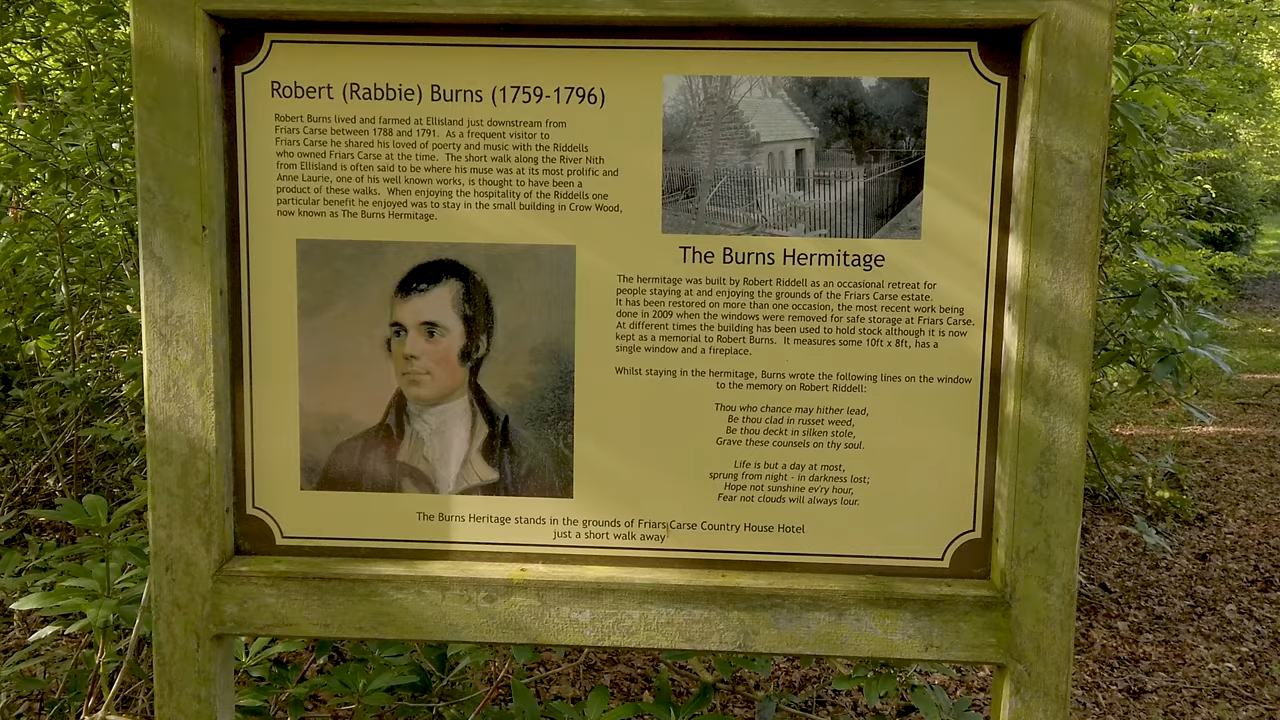 Robert (Rabbie) Burns (1759-1796)
Robert Burns lived and farmed at Ellisland just downstream from
Friars Carse between 1788 and 1791. As a frequent visitor to
Friars Carse he shared his loved of poerty and music with the Riddells
who owned Friars Carse at the time. The short walk along the River Nith
from Ellisland is often said to be where his muse was at its most prolific and
Anne Laurie, one of his well known works, is thought to have been a
product of these walks. When enjoying the hospitality of the Riddells one
particular benefit he enjoyed was to stay in the small building in Crow Wood,
now known as The Burns Hermitage.
The Burns Hermitage
The hermitage was built by Robert Riddell as an occasional retreat for
people staying at and enjoying the grounds of the Friars Carse estate.
It has been restored on more than one occasion, the most recent work being
done in 2009 when the windows were removed for safe storage at Friars Carse.
At different times the building has been used to hold stock although it is now
kept as a memorial to Robert Burns. It measures some 10ft x 8ft, has a
single window and a fireplace.
Whilst staying in the hermitage, Burns wrote the following lines on the window
to the memory on Robert Riddell:
Thou who chance may hither lead,
Be thou clad in russet weed,
Be thou deckt in silken stole,
Grave these counsels on thy soul.
Life is but a day at most,
sprung from night - in darkness lost;
Hope not sunshine ev'ry hour,
Fear not clouds will always lour.
The Burns Heritage stands in the grounds of Friars Carse Country House Hotel
just a short walk away